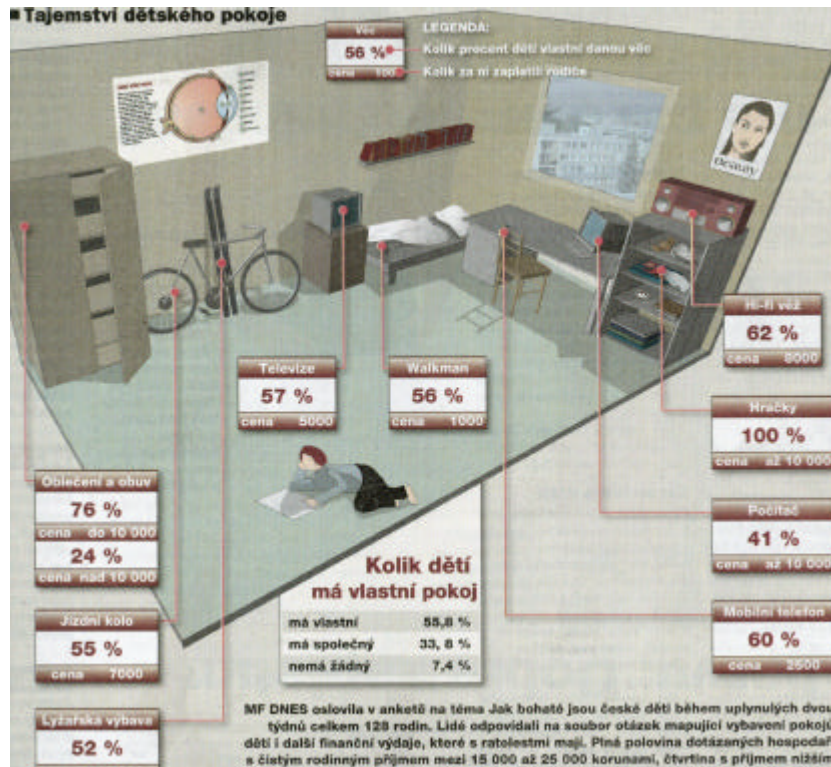 Tajemství dětského pokoje
Věc
56 %
cena 100
LEGENDA:
Kolik procent dětí vlastní danou věc
Kolik za ni zaplatili rodiče
beauty
Hi-fi věž
62 %
cena 8000
Televize
57 %
cena 5000
Walkman
56 %
cena 1000
Hračky
100 %
cena až 10 000
Oblečení a obuv
76 %
cena do 10 000
24 %
cena nad 10 000
Počítač
41 %
cena až 10 000
Kolik dětí
má vlastní pokoj
má vlastní 55,8 %
má společný 33, 8 %
nemá žádný 7,4 %
Jízdní kolo
55 %
cena 7000
Mobilní telefon
60 %
cena 2500
Lyžařská výbava
52 %
MF DNES oslovila v anketě na téma Jak bohaté jsou české děti během uplynulých dvou
týdnů celkem 128 rodin. Lidé odpovídali na soubor otázek mapující vybavení pokojů
dětí i další finanční výdaje, které s ratolestmi mají. Plná polovina dotázaných hospodaří
s čistým rodinným příjmem mezi 15 000 až 25 000 korunami, čtvrtina s příjmem nižším